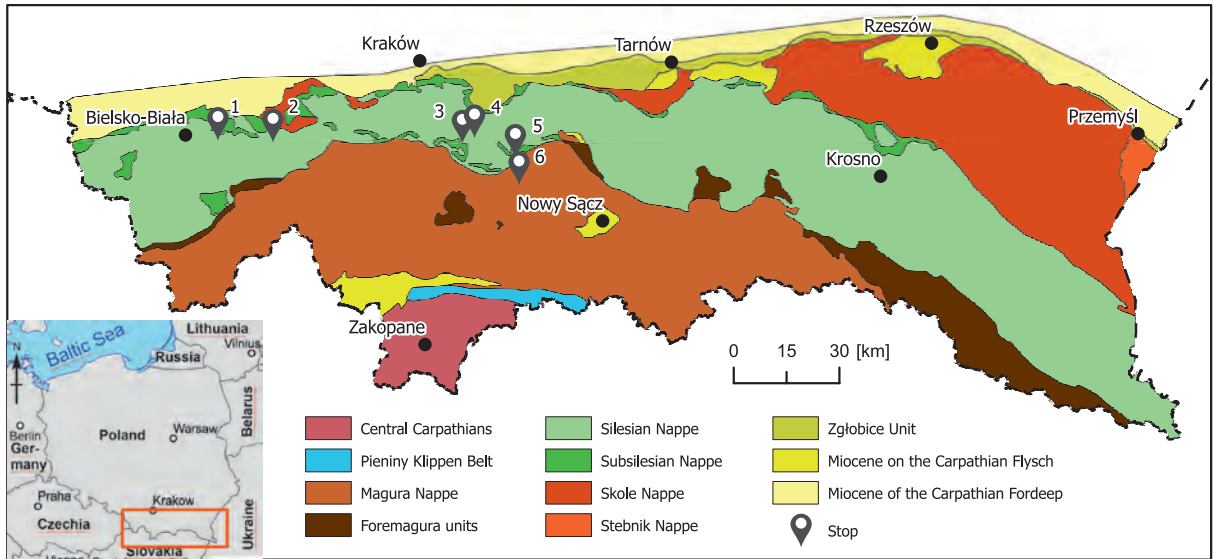 Rzeszów
Kraków
Tarnów
Bielsko-Biała
1
2
3
4
5
6
Przemyśl
Krosno
Nowy Sącz
Zakopane
0 15 30 [km]
Baltic Sea
Lithuania
Vilnius
Russia
N
Belarus
Berlin
Ger-
many
Poland
Warsaw
Praha
Krakow
Czechia
Ukraine
Slovakia
Central Carpathians
Pieniny Klippen Belt
Magura Nappe
Foremagura units
Silesian Nappe
Subsilesian Nappe
Skole Nappe
Stebnik Nappe
Zgłobice Unit
Miocene on the Carpathian Flysch
Miocene of the Carpathian Fordeep
Stop